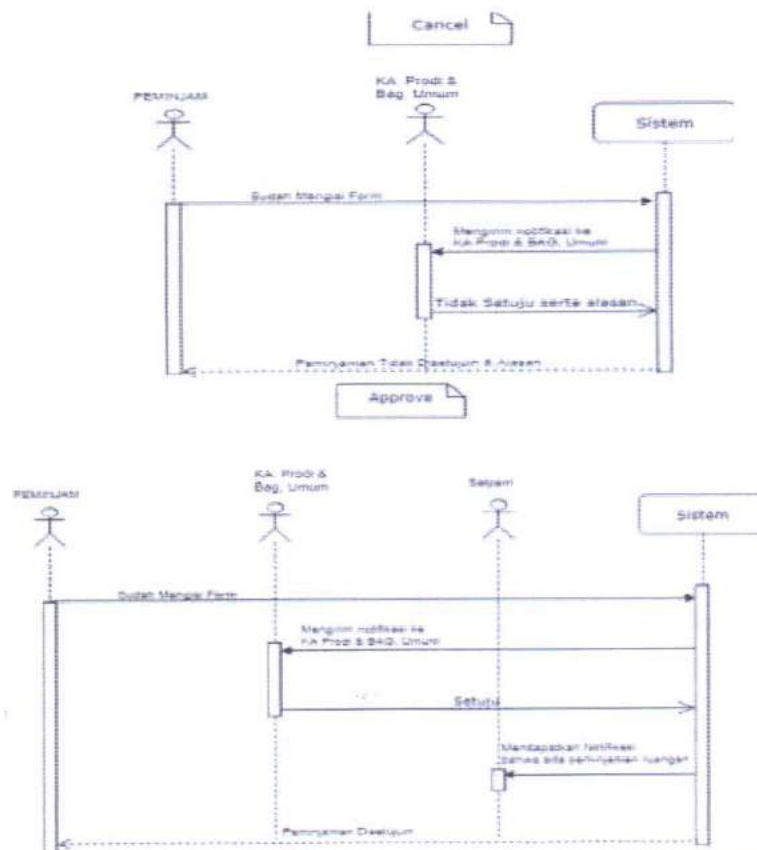 Cancel
PEMINJAM
KA. Prodi &
Bag. Umum
Sistem
Sudah Mengisi Form
Mengirim notifikasi ke
KA Prodi & BAG. Umum
Tidak Setuju serta alasan
Peminjaman Tidak Disetujuin & Alasan
Approve
PEMINJAM
KA. Prodi &
Bag. Umum
Satpam
Sistem
Sudah Mengisi Form
Mengirim notifikasi ke
KA Prodi & BAG. Umum
Setuju
Mendapatkan Notifikasi
bahwa ada peminjaman ruangan
Peminjaman Disetujuin